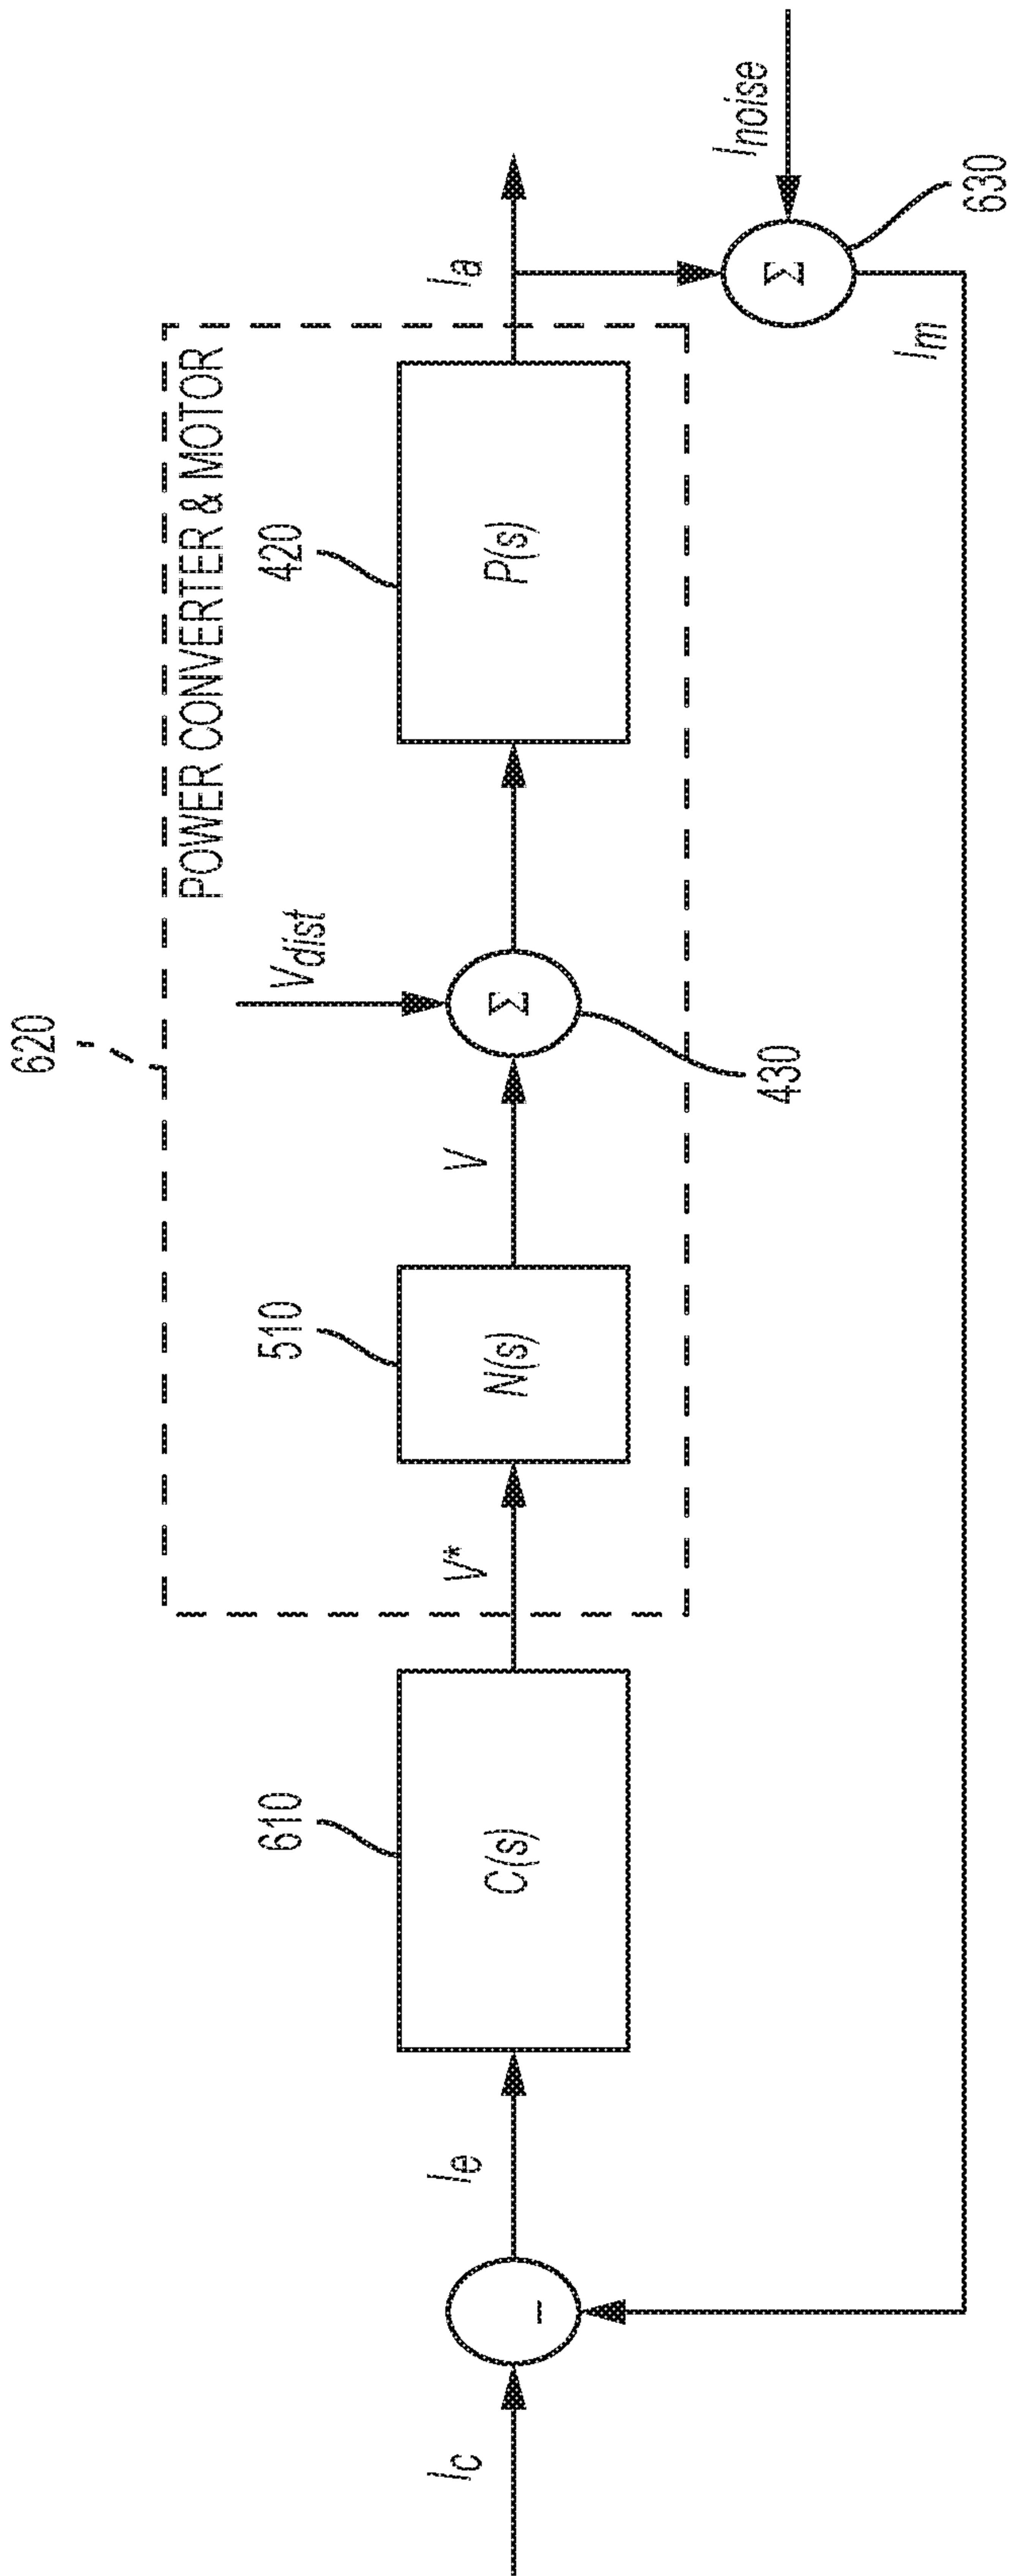 620
POWER CONVERTER & MOTOR
610
510
Vdist
420
Ic
Ie
C(s)
V*
N(s)
V
Σ
P(s)
Ia
Inoise
−
430
Σ
630
Im